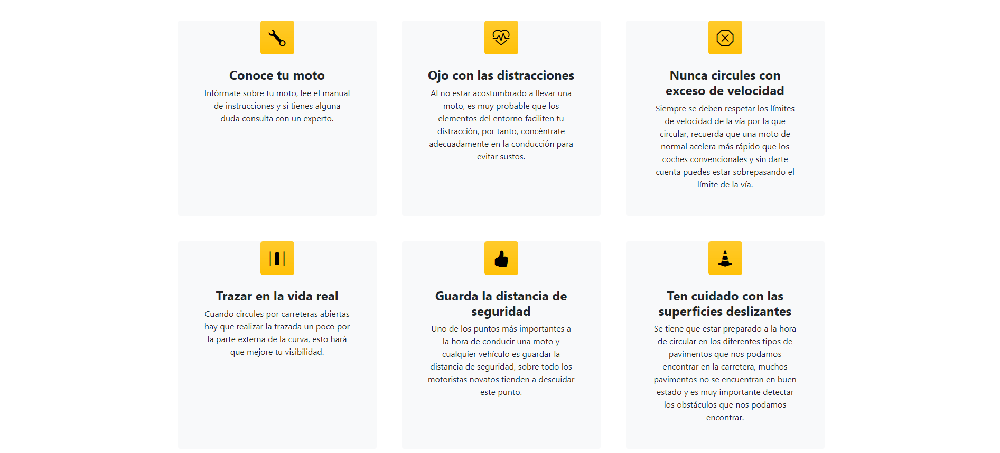 Conoce tu moto
Infórmate sobre tu moto, lee el manual
de instrucciones y si tienes alguna
duda consulta con un experto.
Ojo con las distracciones
Al no estar acostumbrado a llevar una
moto, es muy probable que los
elementos del entorno faciliten tu
distracción, por tanto, concéntrate
adecuadamente en la conducción para
evitar sustos.
Nunca circules con
exceso de velocidad
Siempre se deben respetar los límites
de velocidad de la vía por la que
circular, recuerda que una moto de
normal acelera más rápido que los
coches convencionales y sin darte
cuenta puedes estar sobrepasando el
límite de la vía.
Trazar en la vida real
Cuando circules por carreteras abiertas
hay que realizar la trazada un poco por
la parte externa de la curva, esto hará
que mejore tu visibilidad.
Guarda la distancia de
seguridad
Uno de los puntos más importantes a
la hora de conducir una moto y
cualquier vehículo es guardar la
distancia de seguridad, sobre todo los
motoristas novatos tienden a descuidar
este punto.
Ten cuidado con las
superficies deslizantes
Se tiene que estar preparado a la hora
de circular en los diferentes tipos de
pavimentos que nos podamos
encontrar en la carretera, muchos
pavimentos no se encuentran en buen
estado y es muy importante detectar
los obstáculos que nos podamos
encontrar.